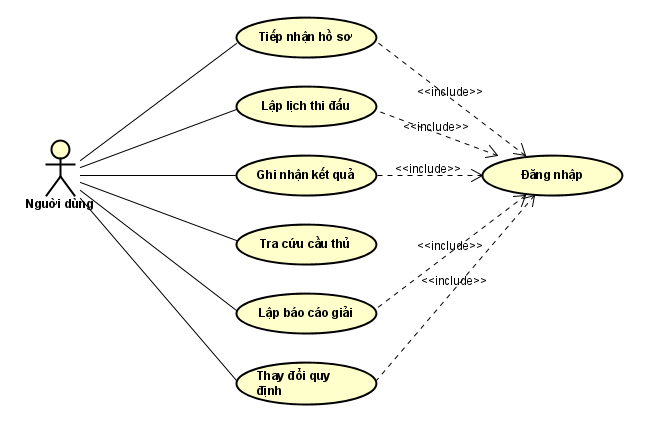 Tiếp nhận hồ sơ
<<include>>
Lập lịch thi đấu
<<include>>
Ghi nhận kết quả
<<include>>
Đăng nhập
Người dùng
Tra cứu cầu thủ
<<include>>
Lập báo cáo giải
<<include>>
Thay đổi quy
định